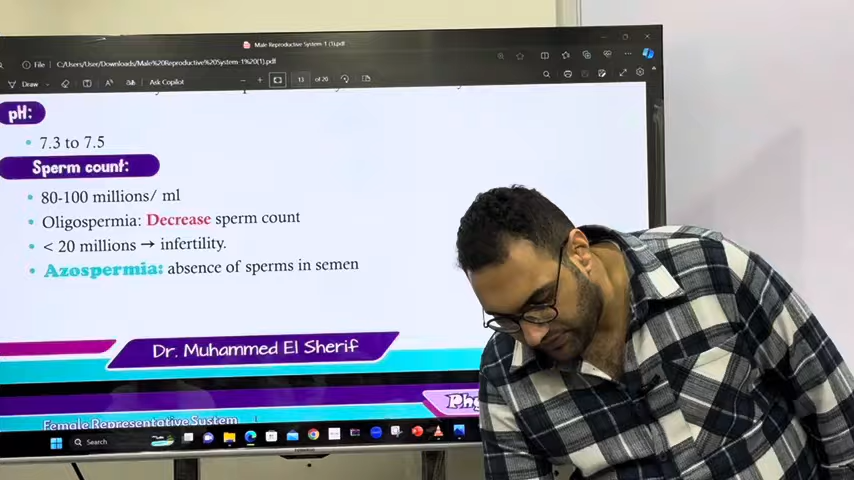 Male Reproductive System-1 (1).pdf
File C:/Users/User/Downloads/Male%20Reproductive%20System-1%20(1).pdf
Draw Ask Copilot 13 of 20
pH:
7.3 to 7.5
Sperm count:
80-100 millions/ ml
Oligospermia: Decrease sperm count
< 20 millions → infertility.
Azospermia: absence of sperms in semen
Dr. Muhammed El Sherif
Female Representative System
Search